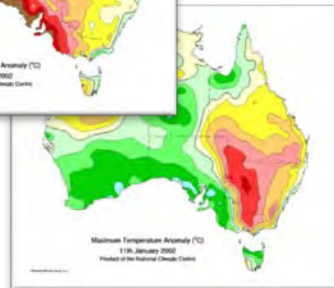 Anomaly (°C)
2002
Climate Centre
Maximum Temperature Anomaly (°C)
11th January 2002
Product of the National Climate Centre